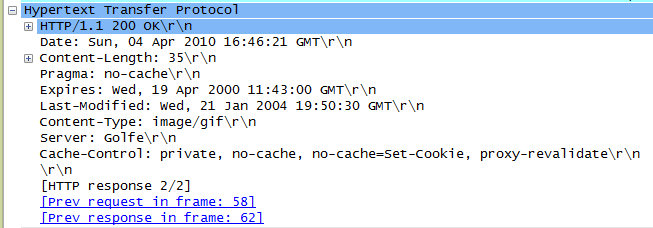 Hypertext Transfer Protocol
HTTP/1.1 200 OK\r\n
Date: Sun, 04 Apr 2010 16:46:21 GMT\r\n
Content-Length: 35\r\n
Pragma: no-cache\r\n
Expires: Wed, 19 Apr 2000 11:43:00 GMT\r\n
Last-Modified: Wed, 21 Jan 2004 19:50:30 GMT\r\n
Content-Type: image/gif\r\n
Server: Golfe\r\n
Cache-Control: private, no-cache, no-cache=Set-Cookie, proxy-revalidate\r\n
\r\n
[HTTP response 2/2]
[Prev request in frame: 58]
[Prev response in frame: 62]